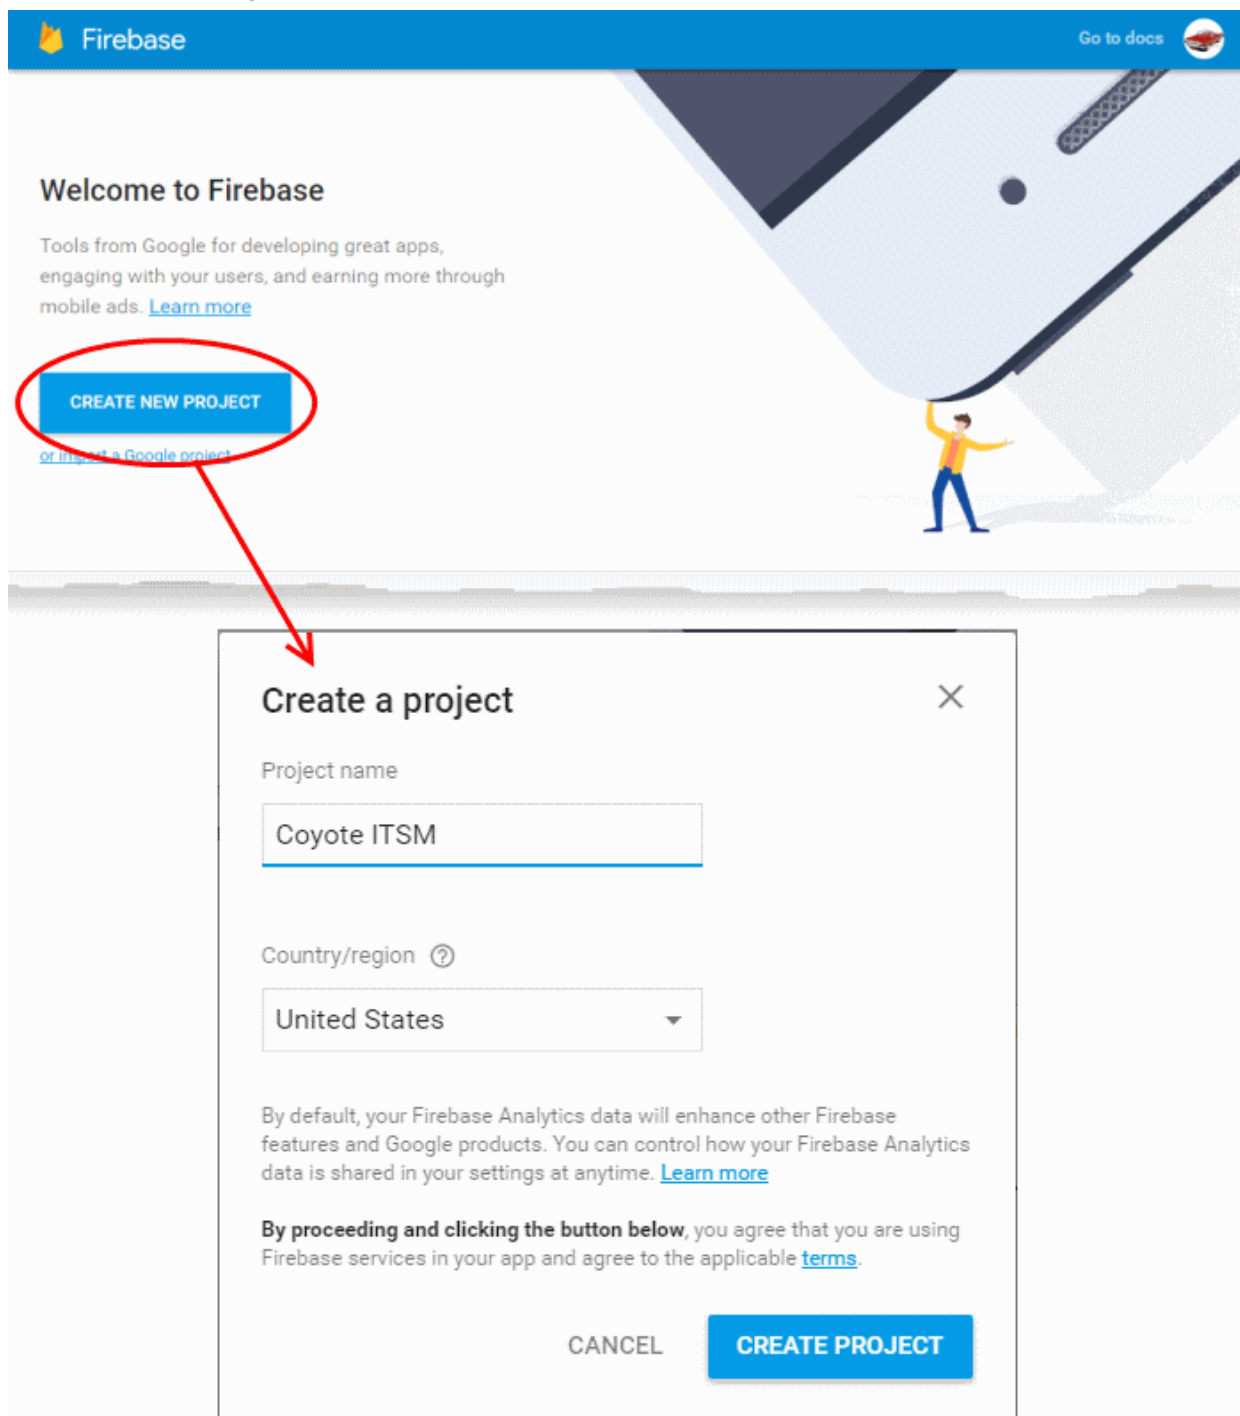 Firebase
Go to docs
Welcome to Firebase
Tools from Google for developing great apps,
engaging with your users, and earning more through
mobile ads. Learn more
CREATE NEW PROJECT
or import a Google project
Create a project
Project name
Coyote ITSM
Country/region
United States
By default, your Firebase Analytics data will enhance other Firebase
features and Google products. You can control how your Firebase Analytics
data is shared in your settings at anytime. Learn more
By proceeding and clicking the button below, you agree that you are using
Firebase services in your app and agree to the applicable terms.
CANCEL
CREATE PROJECT